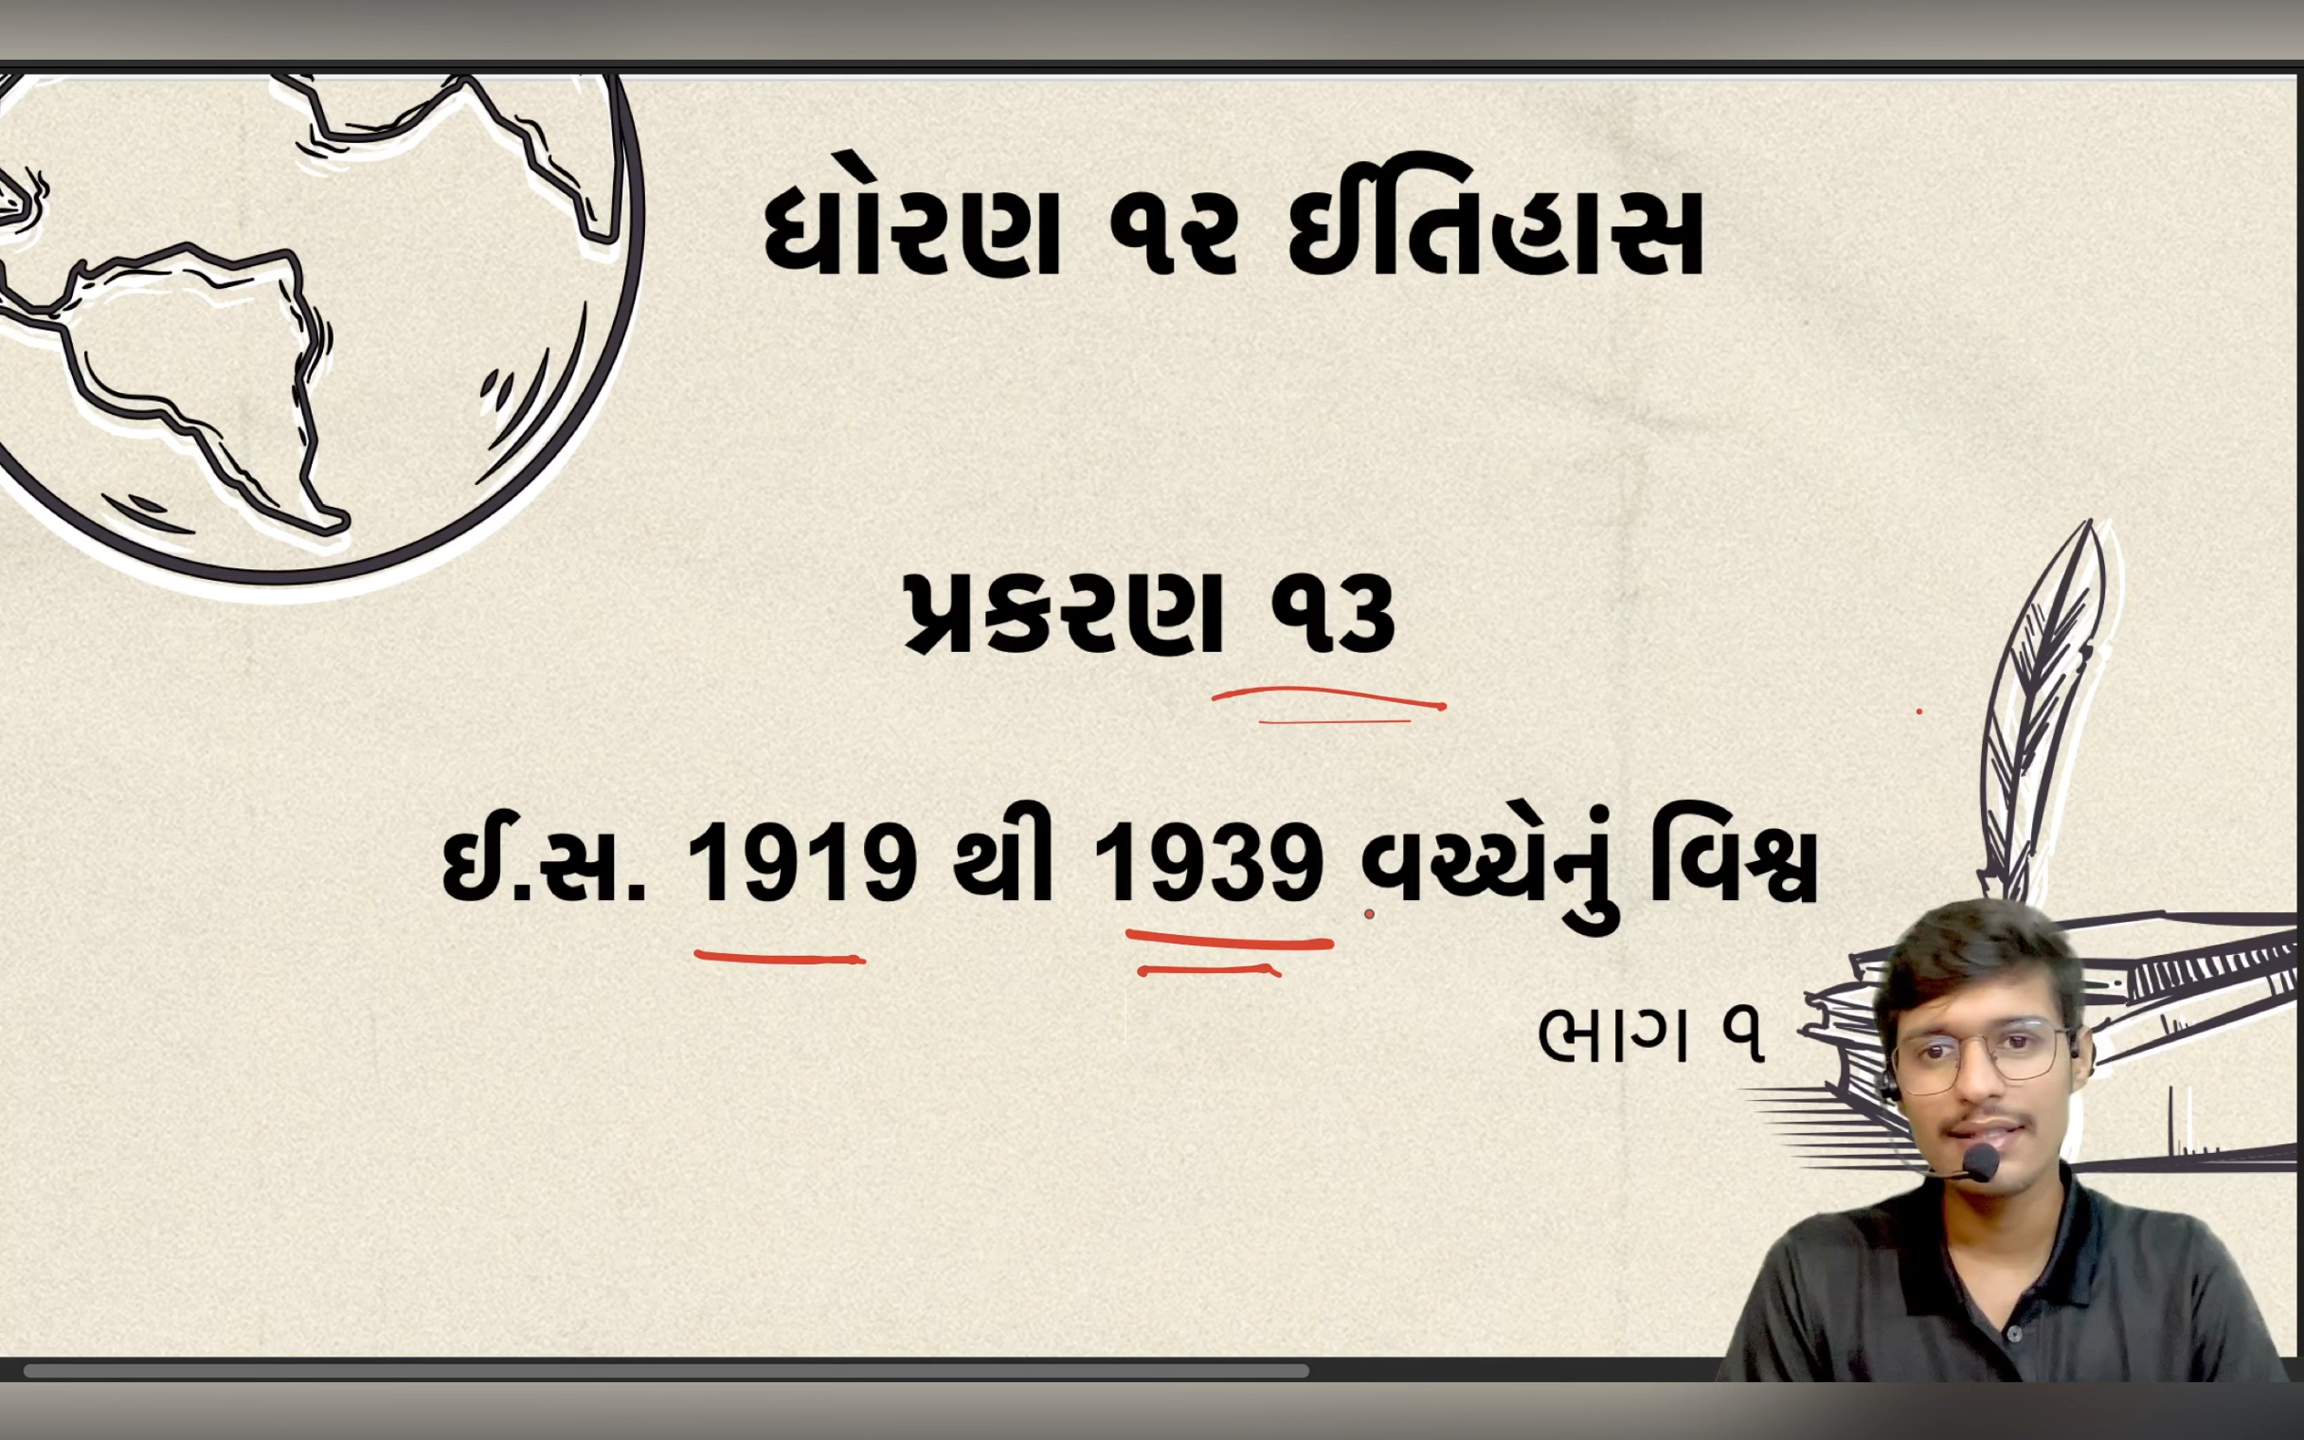 ધોરણ ૧૨ ઈતિહાસ
પ્રકરણ ૧૩
ઈ.સ. 1919 થી 1939 વચ્ચેનું વિશ્વ
ભાગ ૧